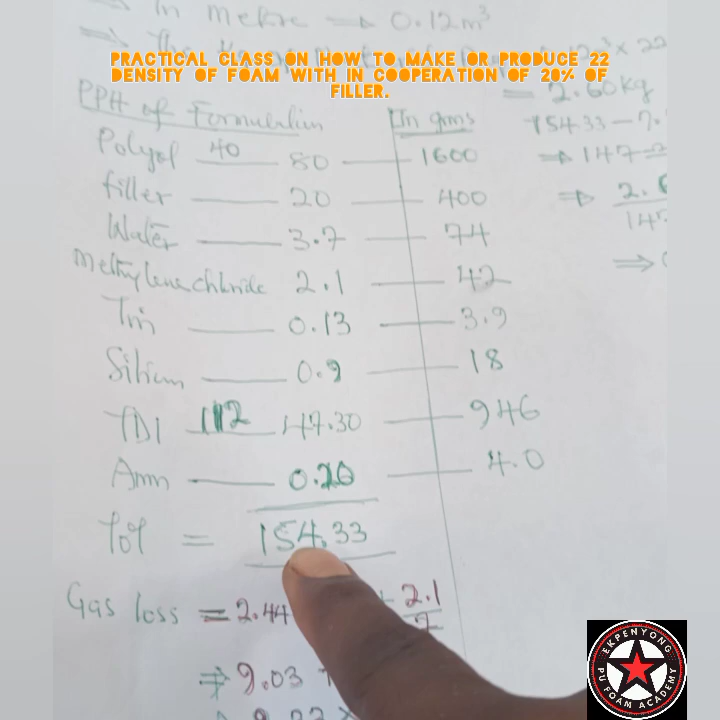 In metre → 0.12m³
PRACTICAL CLASS ON HOW TO MAKE OR PRODUCE 22
DENSITY OF FOAM WITH IN COOPERATION OF 20% OF
FILLER.
= 2.60kg
PPH of Formulation In gms
154.33 – 9.
Polyol 40 80 1600
⇒ 147
filler 20 400
⇒ 2.6
Water 3.7 74
Methylene chloride 2.1 42
⇒
Tin 0.13 3.9
Silicon 0.9 18
TDI 112 47.30 946
Amn 0.20 4.0
Tot = 154.33
Gas loss = 2.44 + 2.1
2
⇒ 9.03 +
EKPENYONG
PU FOAM ACADEMY